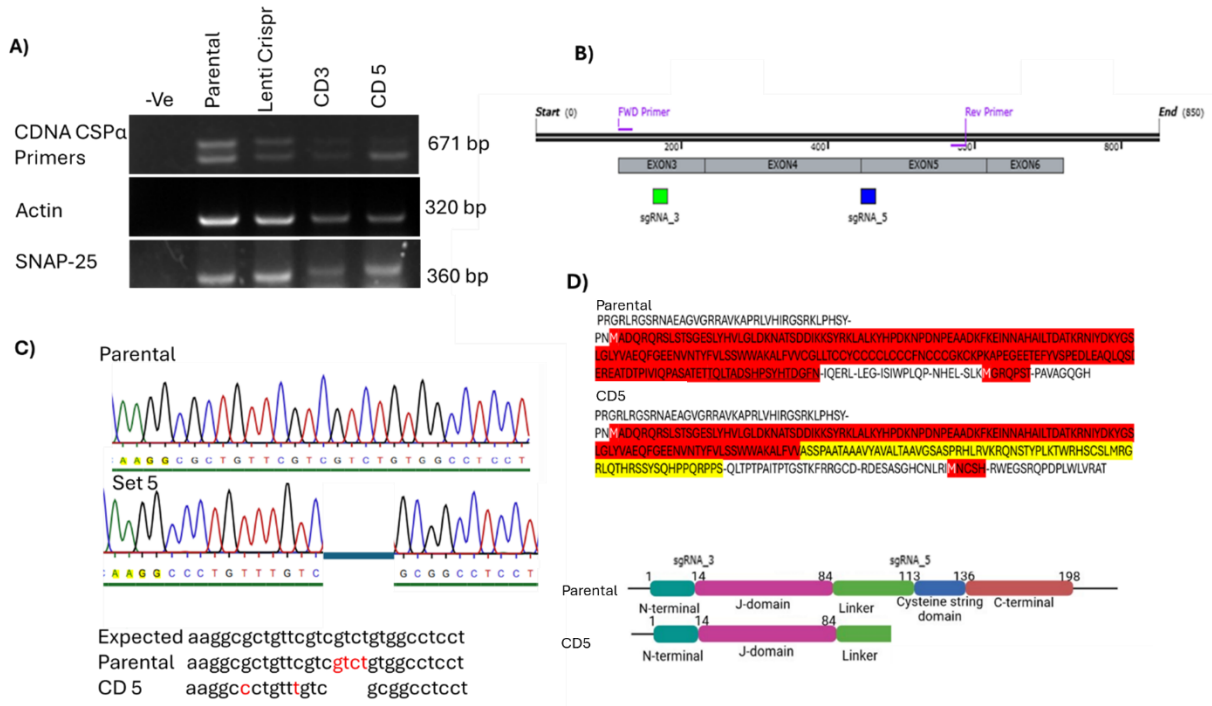 A)
-Ve
Parental
Lenti Crispr
CD3
CD 5
CDNA CSPα
Primers
671 bp
Actin
320 bp
SNAP-25
360 bp
B)
Start (0)
FWD Primer
Rev Primer
End (850)
200
400
800
EXON3
EXON4
EXON5
EXON6
sgRNA_3
sgRNA_5
C)
Parental
AAGGCGCTGTTCGTCGTCTGTGGCCTCCT
Set 5
AAGGCCCTGTTTGTC GCGGCCTCCT
Expected aaggcgctgttcgtcgtctgtggcctcct
Parental aaggcgctgttcgtcgtctgtggcctcct
CD 5 aaggccctgtttgtc gcggcctcct
D)
Parental
PRGRLRGSRNAEAGVGRRAVKAPRLVHIRGSRKLPHSY-
PNMADQRQRSLSTSGESLYHVLGLDKNATSDDIKKSYRKLALKYHPDKNPDNPEAADKFKEINNAHAILTDATKRNIYDKYGS
LGLYVAEQFGEENVNTYFVLSSWWAKALFVVCGLLTCCYCCCCLCCCFNCCCGKCKPKAPEGEETEFYVSPEDLEAQLQSD
EREATDTPIVIQPASATETTQLTADSHPSYHTDGFN-IQERL-LEG-ISIWPLQP-NHEL-SLKMGRQPST-PAVAGQGH
CD5
PRGRLRGSRNAEAGVGRRAVKAPRLVHIRGSRKLPHSY-
PNMADQRQRSLSTSGESLYHVLGLDKNATSDDIKKSYRKLALKYHPDKNPDNPEAADKFKEINNAHAILTDATKRNIYDKYGS
LGLYVAEQFGEENVNTYFVLSSWWAKALFVVASSPAATAAAVYAVALTAAVGSASPRHLRVKRQNSTYPLKTWRHSCSLMRG
RLQTHRSSYSQHPPQRPPS-QLTPTPAITPTGSTKFRRGCD-RDESASGHCNLRIMNCSH-RWEGSRQPDPLWLVRAT
sgRNA_3
sgRNA_5
Parental
1
14
84
113
136
198
N-terminal
J-domain
Linker
Cysteine string
domain
C-terminal
CD5
1
14
84
N-terminal
J-domain
Linker